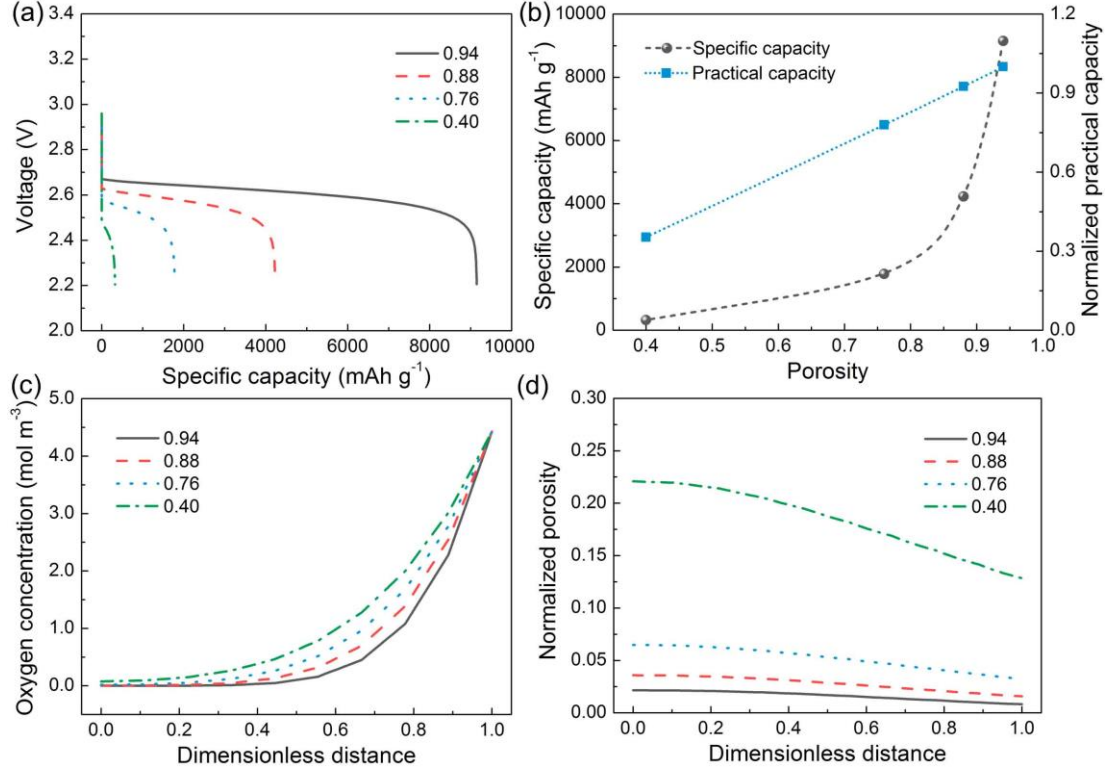 (a)
3.4
3.2
3.0
2.8
2.6
2.4
2.2
2.0
Voltage (V)
0.94
0.88
0.76
0.40
0 2000 4000 6000 8000 10000
Specific capacity (mAh g⁻¹)
(b)
10000
8000
6000
4000
2000
0
Specific capacity (mAh g⁻¹)
Specific capacity
Practical capacity
1.2
0.9
0.6
0.3
0.0
Normalized practical capacity
0.4 0.5 0.6 0.7 0.8 0.9 1.0
Porosity
(c)
5.0
4.0
3.0
2.0
1.0
0.0
Oxygen concentration (mol m⁻³)
0.94
0.88
0.76
0.40
0.0 0.2 0.4 0.6 0.8 1.0
Dimensionless distance
(d)
0.30
0.25
0.20
0.15
0.10
0.05
0.00
Normalized porosity
0.94
0.88
0.76
0.40
0.0 0.2 0.4 0.6 0.8 1.0
Dimensionless distance